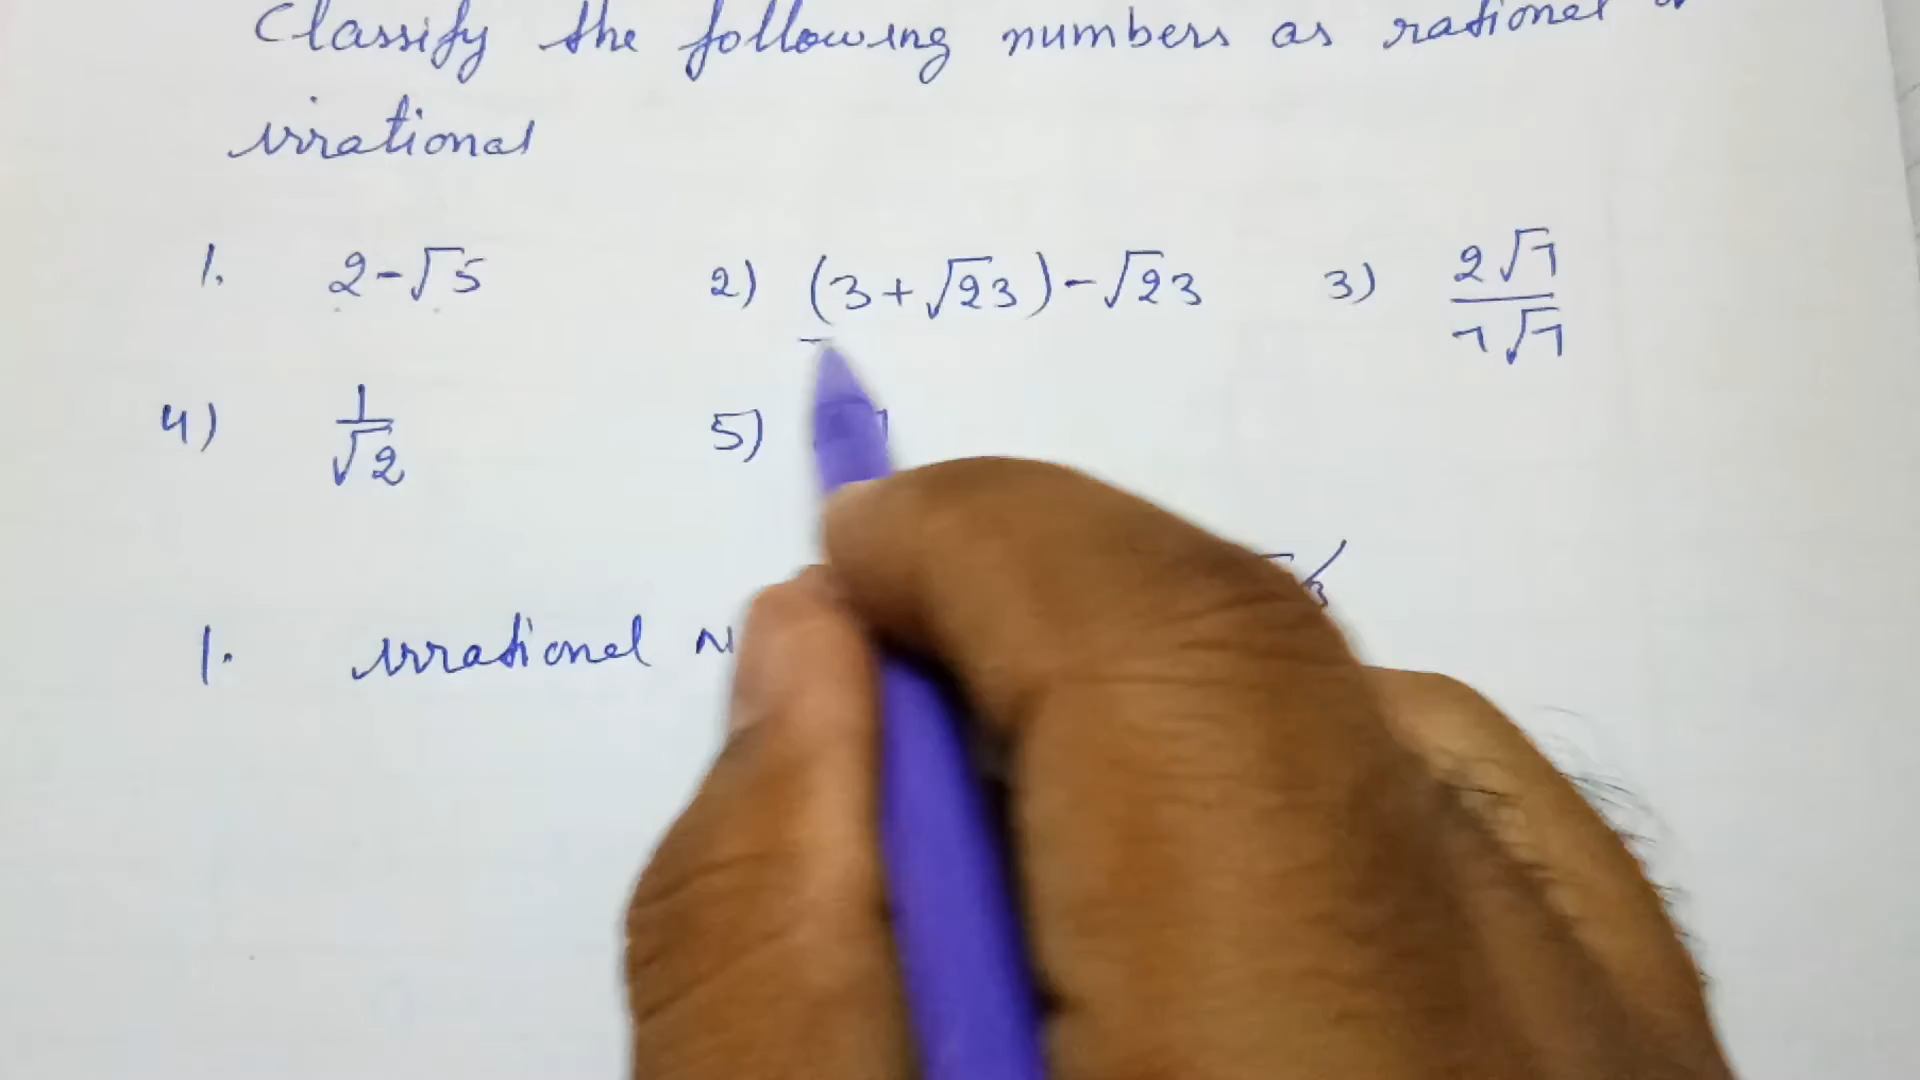 Classify the following numbers as rational
irrational
1. 2-√5 2) (3+√23)-√23 3) 2√7/7√7
4) 1/√2 5)
1. irrational